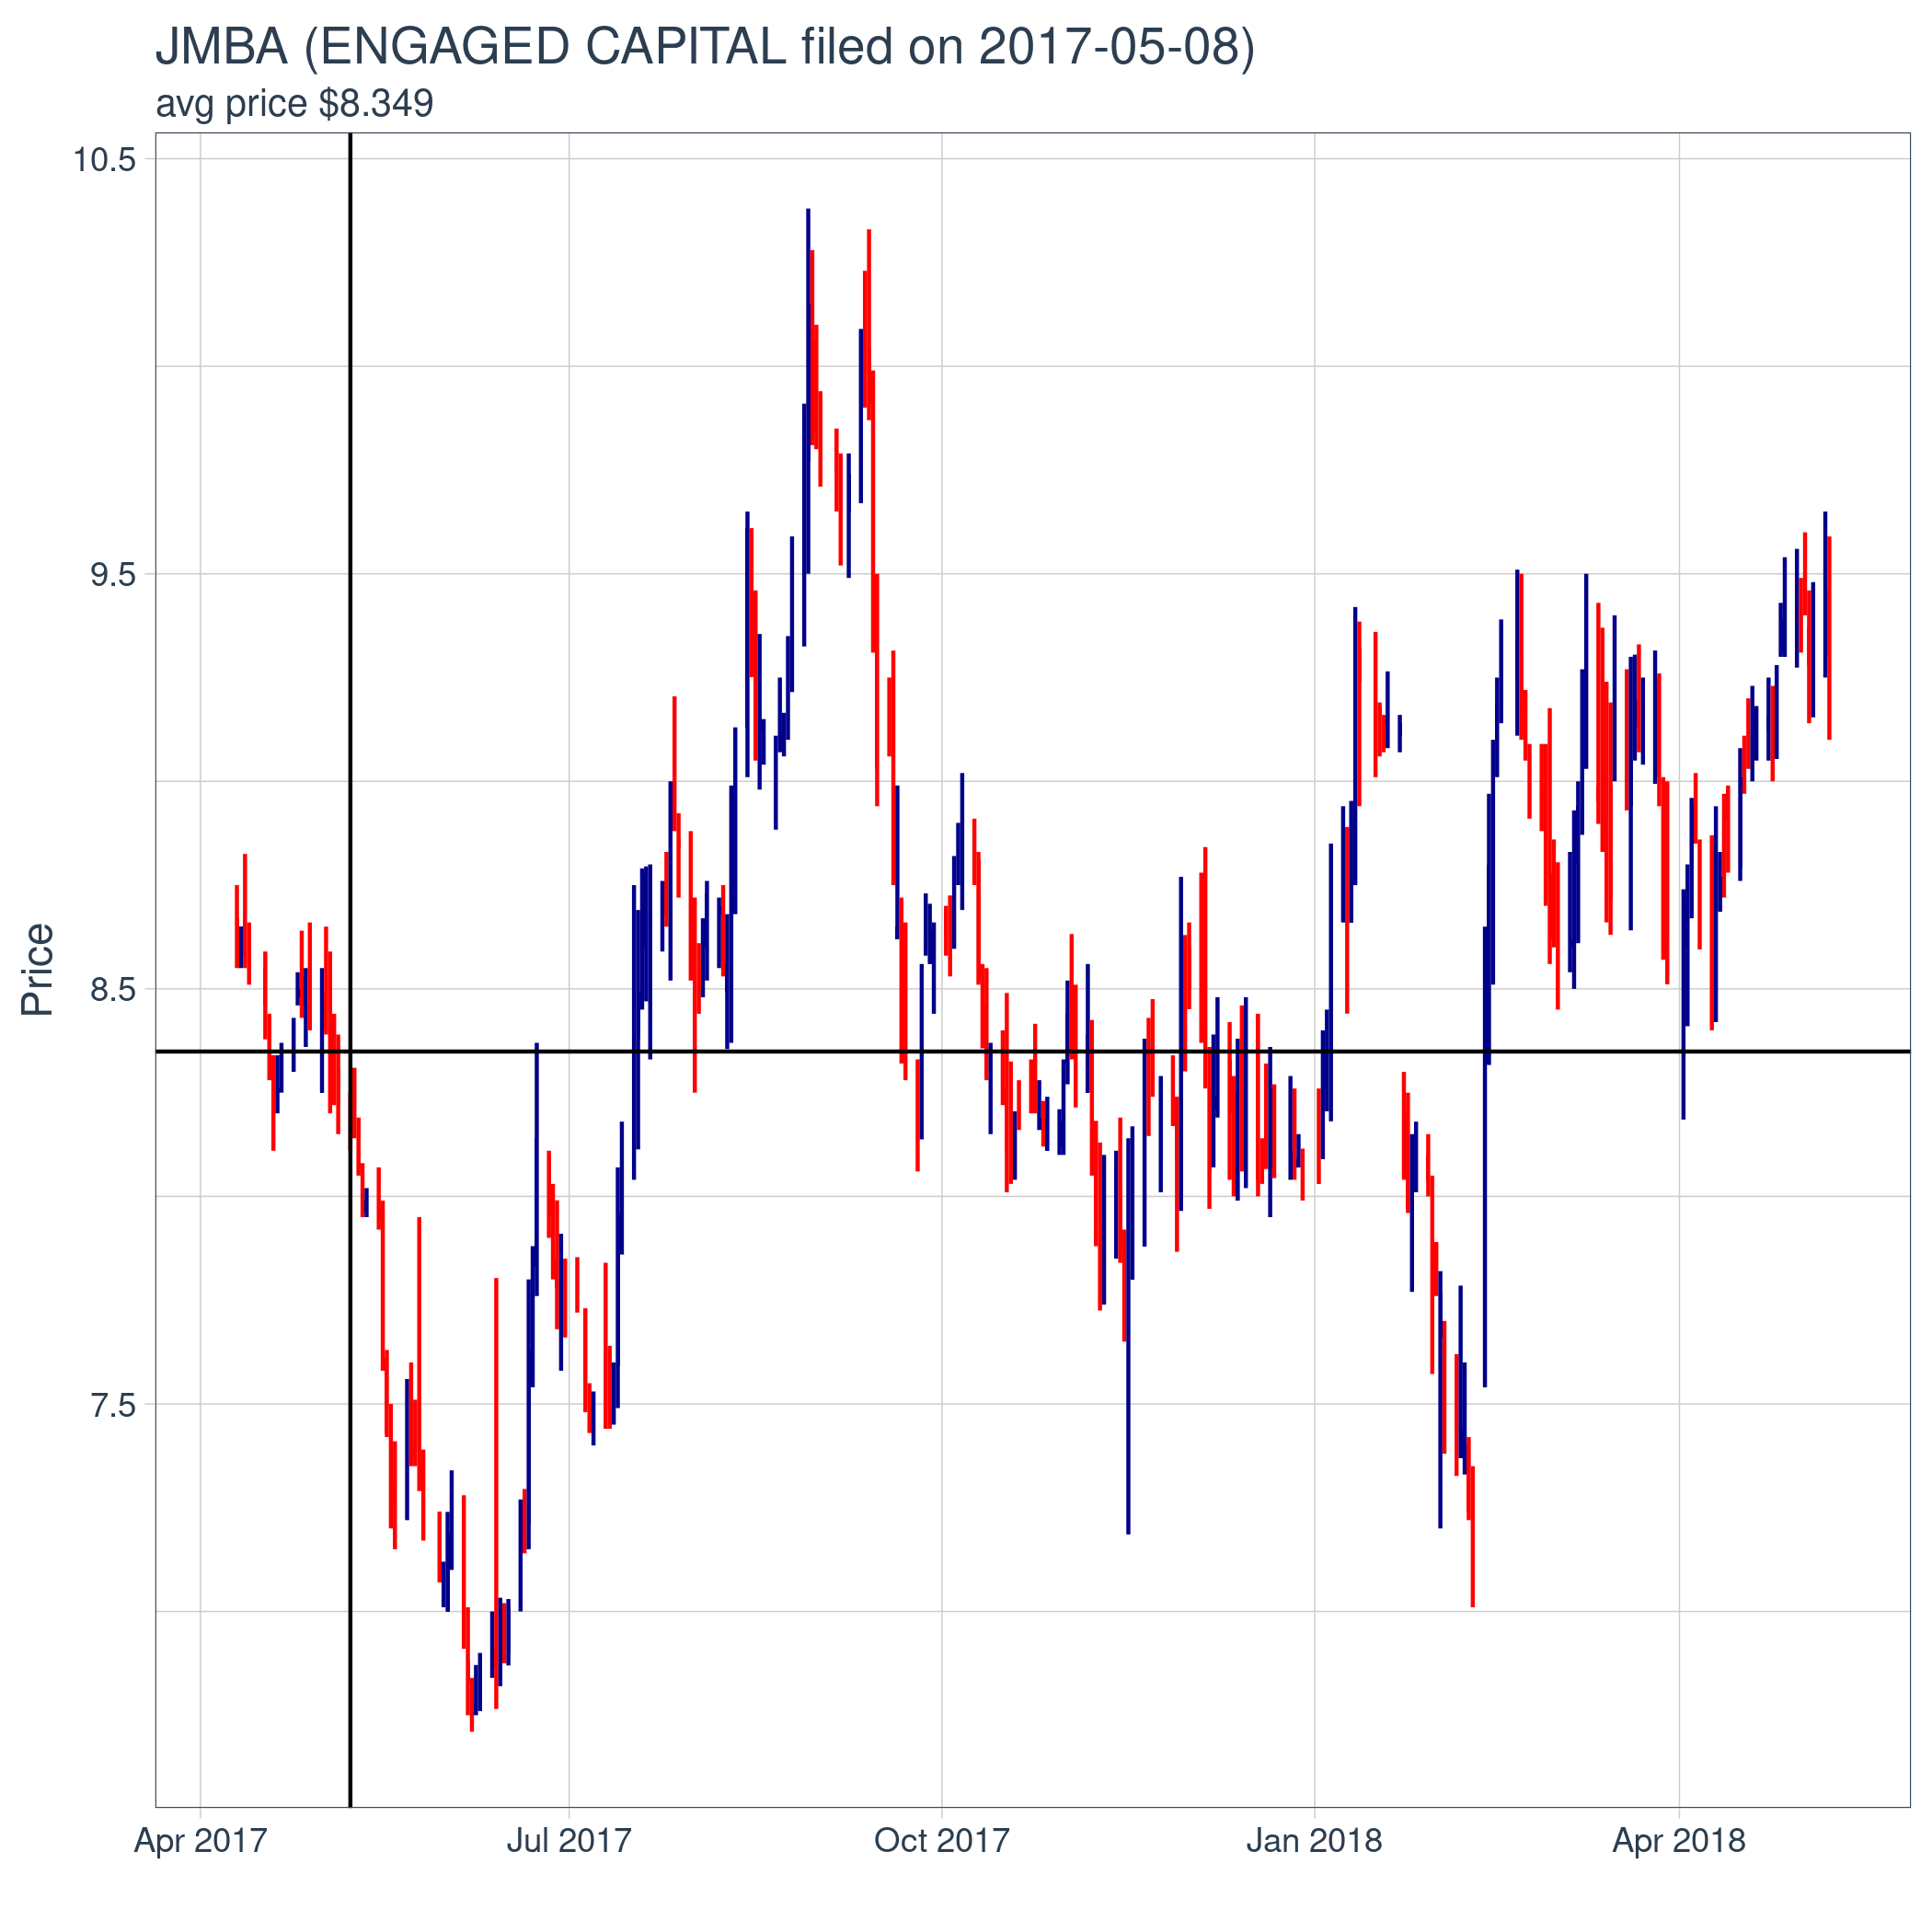 JMBA (ENGAGED CAPITAL filed on 2017-05-08)
avg price $8.349
10.5
9.5
8.5
7.5
Price
Apr 2017
Jul 2017
Oct 2017
Jan 2018
Apr 2018